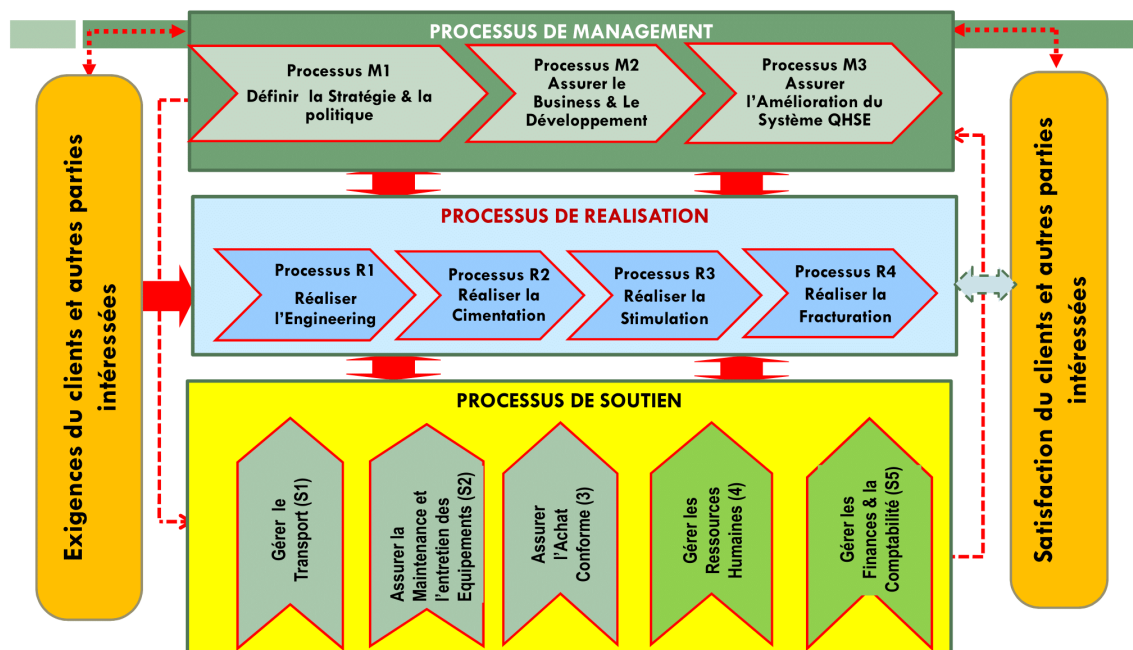 PROCESSUS DE MANAGEMENT
Processus M1
Définir la Stratégie & la
politique
Processus M2
Assurer le
Business & Le
Développement
Processus M3
Assurer
l'Amélioration du
Système QHSE
Exigences du clients et autres parties
intéressées
PROCESSUS DE REALISATION
Processus R1
Réaliser
l'Engineering
Processus R2
Réaliser la
Cimentation
Processus R3
Réaliser la
Stimulation
Processus R4
Réaliser la
Fracturation
Satisfaction du clients et autres parties
intéressées
PROCESSUS DE SOUTIEN
Gérer le
Transport (S1)
Assurer la
Maintenance et
l'entretien des
Equipements (S2)
Assurer
l'Achat
Conforme (3)
Gérer les
Ressources
Humaines (4)
Gérer les
Finances & la
Comptabilité (S5)